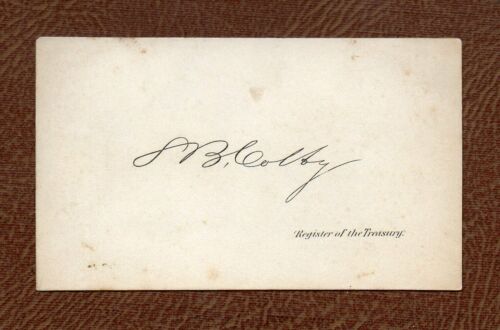 S B, Colby
Register of the Treasury.